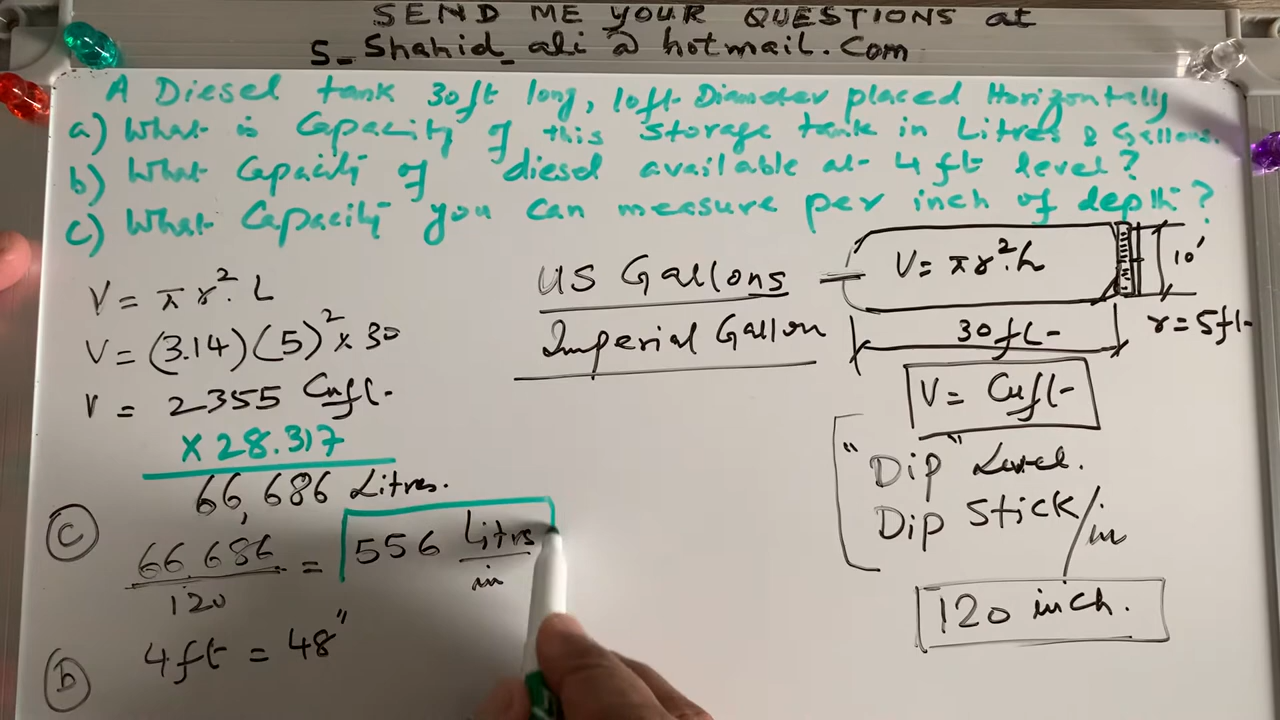 SEND ME YOUR QUESTIONS at
S_Shahid_ali@hotmail.Com
A Diesel tank 30ft long, 10ft Diameter placed Horizontally
a) What is Capacity of this storage tank in Litres & Gallons.
b) What Capacity of diesel available at 4 ft level?
c) What Capacity you can measure per inch of depth?
V = πr². L
V = (3.14)(5)² × 30
V = 2355 Cuft.
× 28.317
66,686 Litres.
C
66,686 / 120 = 556 Litrs / in
b
4ft = 48"
US Gallons
Imperial Gallon
V = πr².L
10'
30ft
r = 5ft
V = Cuft
"Dip" Level.
Dip Stick/in
120 inch.